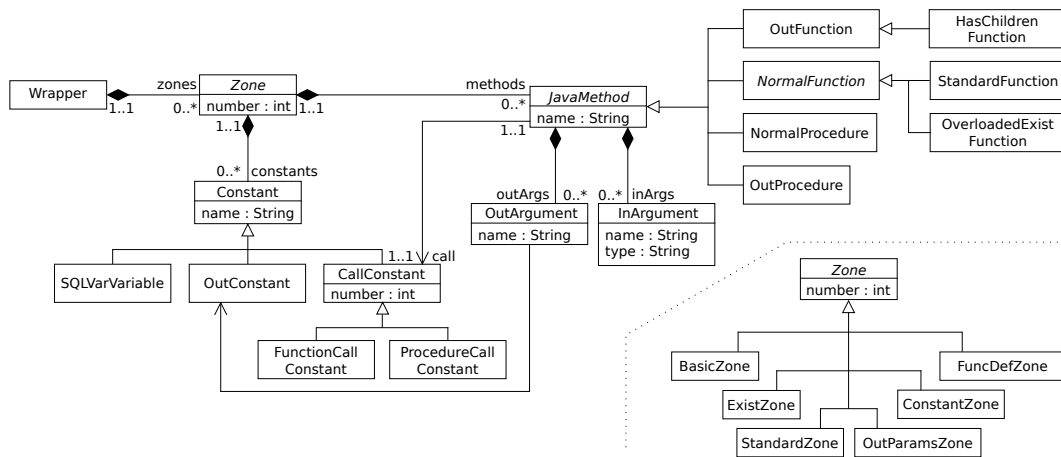 Wrapper
zones
1..1
0..*
Zone
number : int
1..1
1..1
methods
0..*
1..1
JavaMethod
name : String
OutFunction
HasChildren
Function
NormalFunction
StandardFunction
NormalProcedure
OverloadedExist
Function
OutProcedure
0..*
constants
Constant
name : String
outArgs
0..*
0..*
inArgs
OutArgument
name : String
InArgument
name : String
type : String
SQLVarVariable
OutConstant
1..1
call
CallConstant
number : int
FunctionCall
Constant
ProcedureCall
Constant
Zone
number : int
BasicZone
FuncDefZone
ExistZone
ConstantZone
StandardZone
OutParamsZone